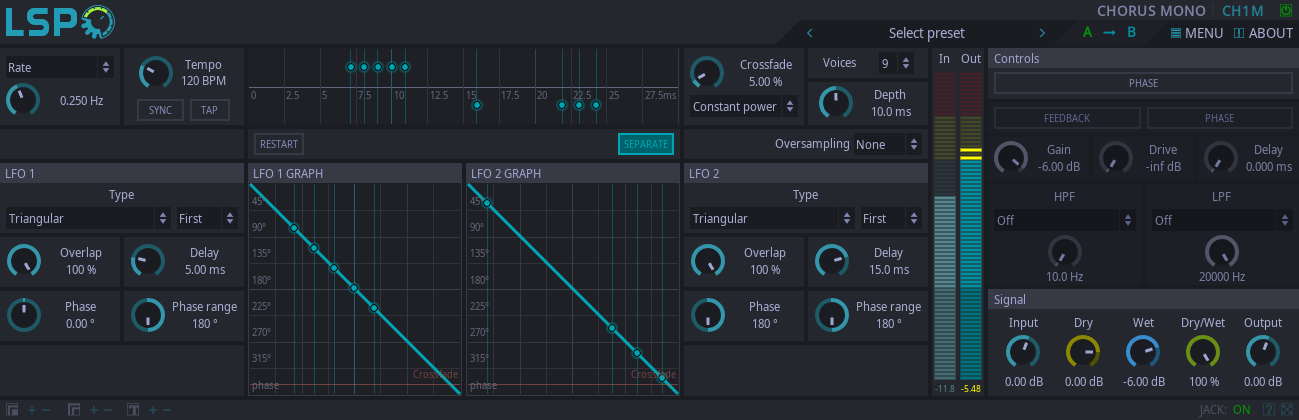 LSP
CHORUS MONO CH1M
Select preset
A → B
MENU
ABOUT
Rate
0.250 Hz
Tempo
120 BPM
SYNC TAP
0 2.5 5 7.5 10 12.5 15 17.5 20 22.5 25 27.5ms
Crossfade
5.00 %
Constant power
Voices 9
Depth
10.0 ms
RESTART
SEPARATE
Oversampling None
LFO 1
Type
Triangular First
Overlap
100 %
Delay
5.00 ms
Phase
0.00 °
Phase range
180 °
LFO 1 GRAPH
45°
90°
135°
180°
225°
270°
315°
Crossfade
phase
LFO 2 GRAPH
45°
90°
135°
180°
225°
270°
315°
Crossfade
phase
LFO 2
Type
Triangular First
Overlap
100 %
Delay
15.0 ms
Phase
180 °
Phase range
180 °
In Out
-11.8 -5.48
Controls
PHASE
FEEDBACK PHASE
Gain
-6.00 dB
Drive
-inf dB
Delay
0.000 ms
HPF
Off
10.0 Hz
LPF
Off
20000 Hz
Signal
Input Dry Wet Dry/Wet Output
0.00 dB 0.00 dB -6.00 dB 100 % 0.00 dB
JACK: ON